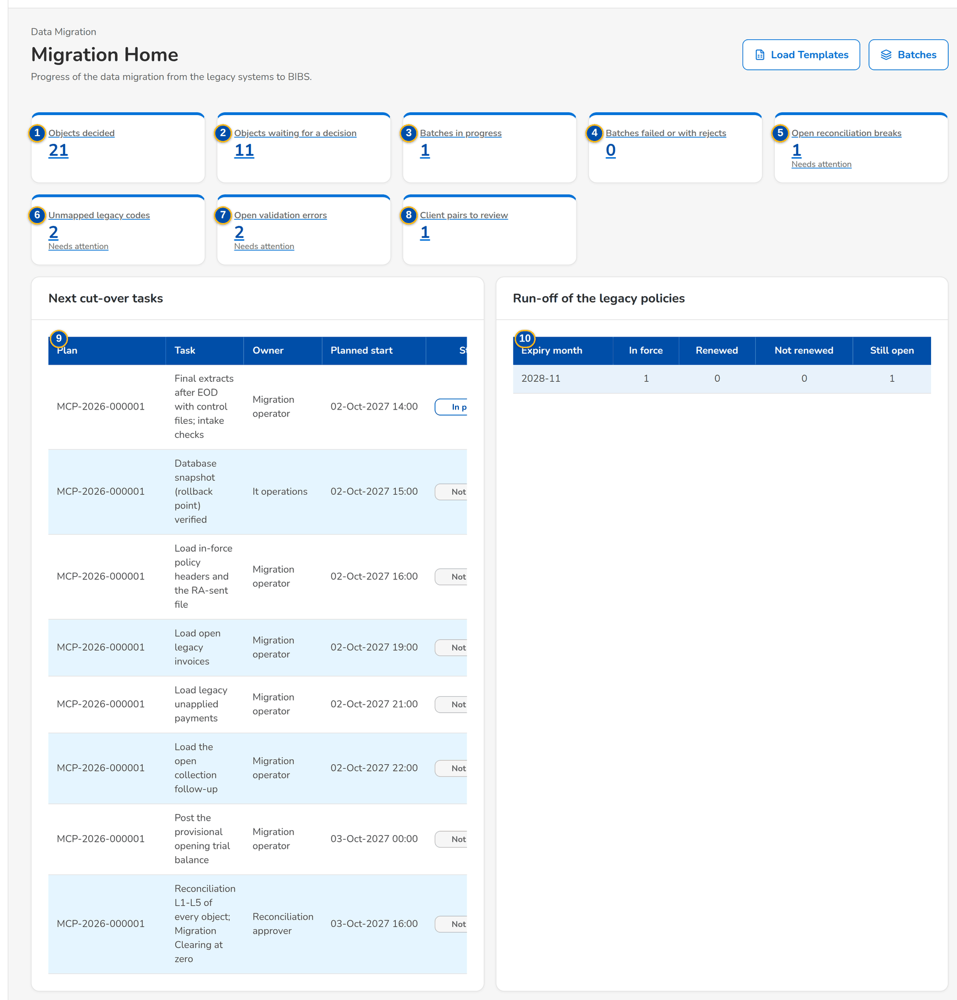 Data Migration
Migration Home
Progress of the data migration from the legacy systems to BIBS.
Load Templates
Batches
1 Objects decided
21
2 Objects waiting for a decision
11
3 Batches in progress
1
4 Batches failed or with rejects
0
5 Open reconciliation breaks
1
Needs attention
6 Unmapped legacy codes
2
Needs attention
7 Open validation errors
2
Needs attention
8 Client pairs to review
1
Next cut-over tasks
9
Plan Task Owner Planned start St
MCP-2026-000001
Final extracts
after EOD
with control
files; intake
checks
Migration
operator
02-Oct-2027 14:00
In p
MCP-2026-000001
Database
snapshot
(rollback
point)
verified
It operations
02-Oct-2027 15:00
Not
MCP-2026-000001
Load in-force
policy
headers and
the RA-sent
file
Migration
operator
02-Oct-2027 16:00
Not
MCP-2026-000001
Load open
legacy
invoices
Migration
operator
02-Oct-2027 19:00
Not
MCP-2026-000001
Load legacy
unapplied
payments
Migration
operator
02-Oct-2027 21:00
Not
MCP-2026-000001
Load the
open
collection
follow-up
Migration
operator
02-Oct-2027 22:00
Not
MCP-2026-000001
Post the
provisional
opening trial
balance
Migration
operator
03-Oct-2027 00:00
Not
MCP-2026-000001
Reconciliation
L1-L5 of
every object;
Migration
Clearing at
zero
Reconciliation
approver
03-Oct-2027 16:00
Not
Run-off of the legacy policies
10
Expiry month In force Renewed Not renewed Still open
2028-11 1 0 0 1